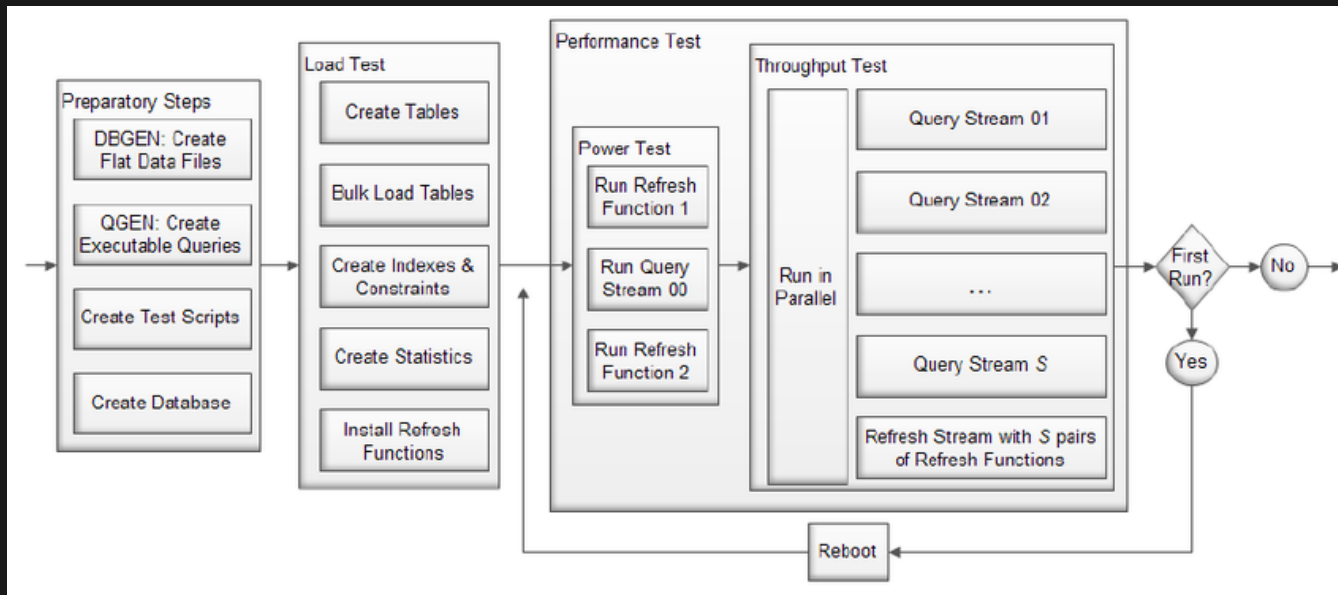 Preparatory Steps
DBGEN: Create
Flat Data Files
QGEN: Create
Executable Queries
Create Test Scripts
Create Database
Load Test
Create Tables
Bulk Load Tables
Create Indexes &
Constraints
Create Statistics
Install Refresh
Functions
Performance Test
Power Test
Run Refresh
Function 1
Run Query
Stream 00
Run Refresh
Function 2
Throughput Test
Run in
Parallel
Query Stream 01
Query Stream 02
...
Query Stream S
Refresh Stream with S pairs
of Refresh Functions
First
Run?
No
Yes
Reboot